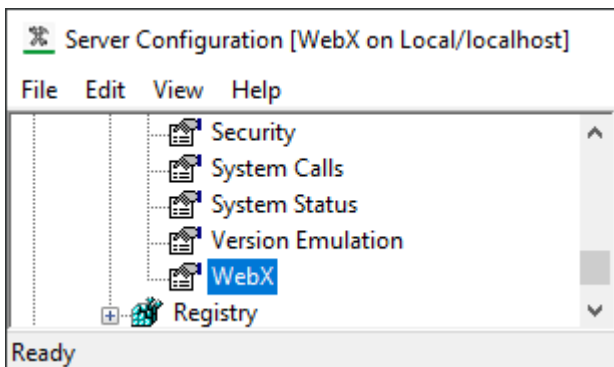 Server Configuration [WebX on Local/localhost]
File Edit View Help
Security
System Calls
System Status
Version Emulation
WebX
Registry
Ready